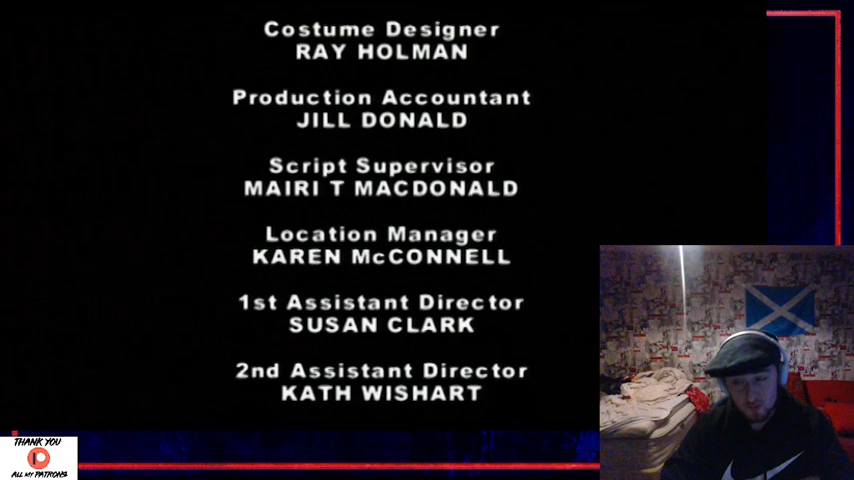 Costume Designer
RAY HOLMAN
Production Accountant
JILL DONALD
Script Supervisor
MAIRI T MACDONALD
Location Manager
KAREN McCONNELL
1st Assistant Director
SUSAN CLARK
2nd Assistant Director
KATH WISHART
THANK YOU
ALL MY PATRONS